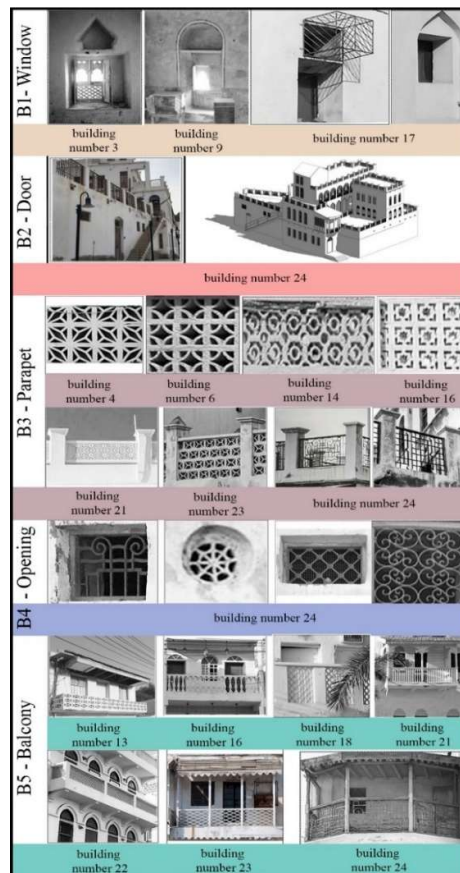 B1- Window
building number 3
building number 9
building number 17
B2 - Door
building number 24
B3 - Parapet
building number 4
building number 6
building number 14
building number 16
building number 21
building number 23
building number 24
B4 - Opening
building number 24
B5 - Balcony
building number 13
building number 16
building number 18
building number 21
building number 22
building number 23
building number 24